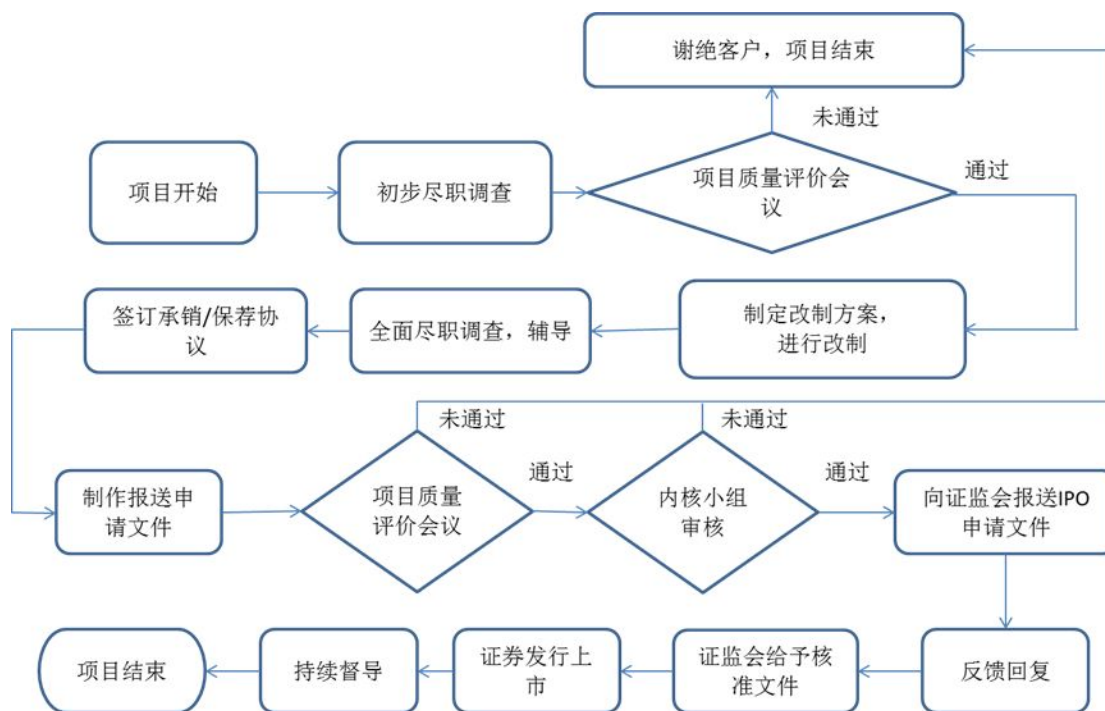 谢绝客户，项目结束
未通过
项目开始
初步尽职调查
项目质量评价会
议
通过
签订承销/保荐协
议
全面尽职调查，辅导
制定改制方案，
进行改制
未通过
未通过
制作报送申
请文件
项目质量
评价会议
通过
内核小组
审核
通过
向证监会报送IPO
申请文件
项目结束
持续督导
证券发行上
市
证监会给予核
准文件
反馈回复